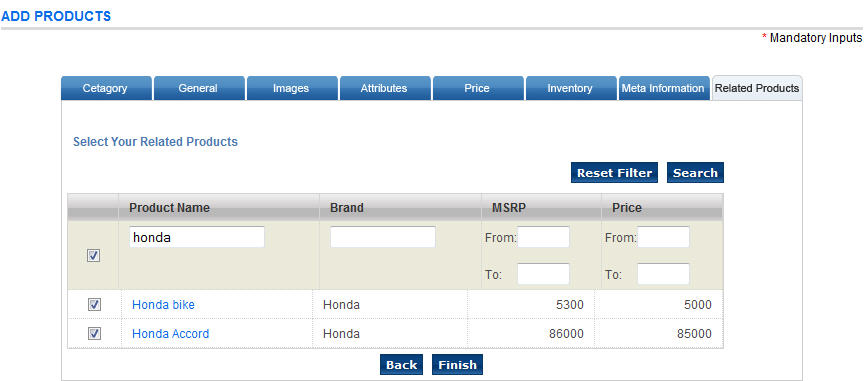 ADD PRODUCTS
* Mandatory Inputs
Cetagory General Images Attributes Price Inventory Meta Information Related Products
Select Your Related Products
Reset Filter Search
Product Name Brand MSRP Price
honda From: From:
To: To:
Honda bike Honda 5300 5000
Honda Accord Honda 86000 85000
Back Finish